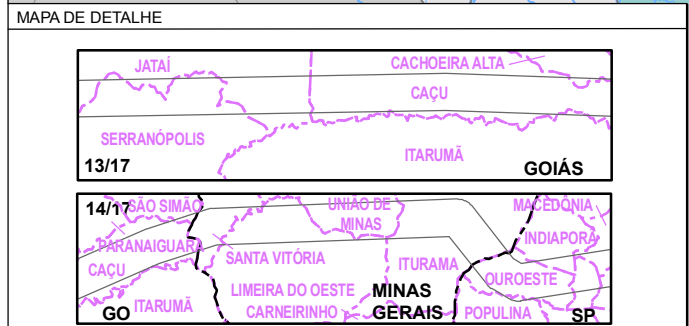 MAPA DE DETALHE
JATAÍ
CACHOEIRA ALTA
CAÇU
SERRANÓPOLIS
ITARUMÃ
13/17
GOIÁS
14/17
SÃO SIMÃO
UNIÃO DE
MINAS
MACEDÔNIA
PARANAIGUARA
INDIAPORÃ
SANTA VITÓRIA
CAÇU
ITURAMA
OUROESTE
LIMEIRA DO OESTE
MINAS
GERAIS
ITARUMÃ
GO
CARNEIRINHO
POPULINA
SP